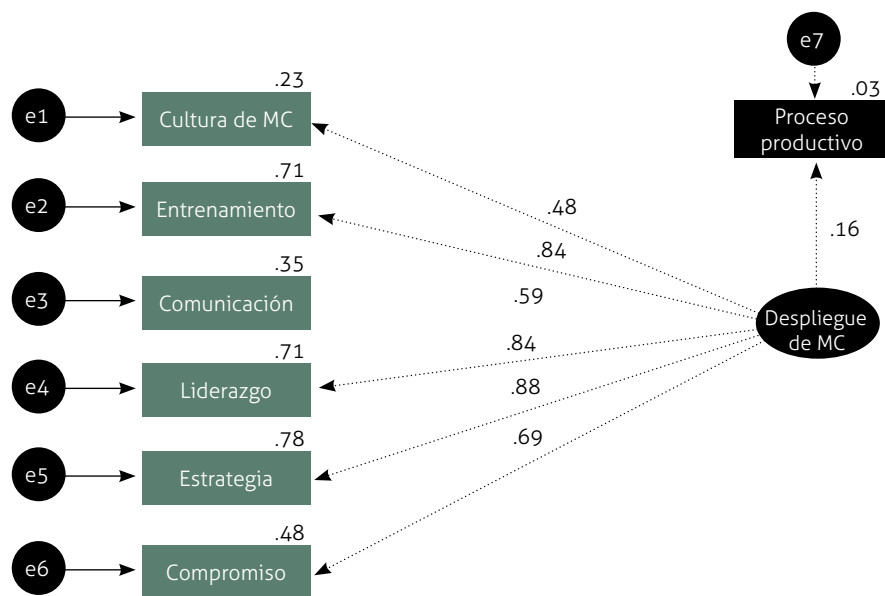 e7
.03
Proceso
productivo
.23
e1
Cultura de MC
.71
e2
Entrenamiento
.48
.16
.84
.35
e3
Comunicación
.59
Despliegue
de MC
.84
.71
e4
Liderazgo
.88
.78
.69
e5
Estrategia
.48
e6
Compromiso